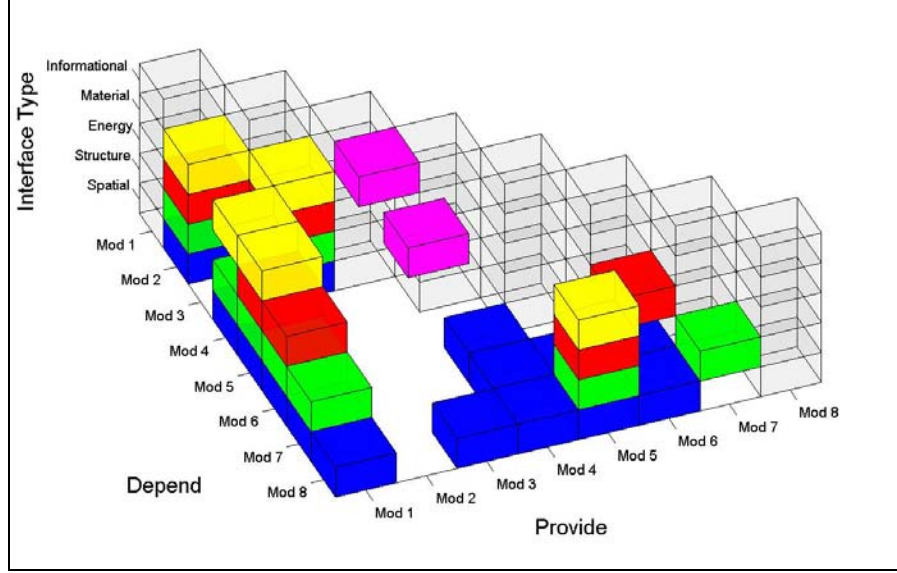 Interface Type
Informational
Material
Energy
Structure
Spatial
Mod 1
Mod 2
Mod 3
Mod 4
Mod 5
Mod 6
Mod 7
Mod 8
Depend
Mod 1
Mod 2
Mod 3
Mod 4
Mod 5
Mod 6
Mod 7
Mod 8
Provide